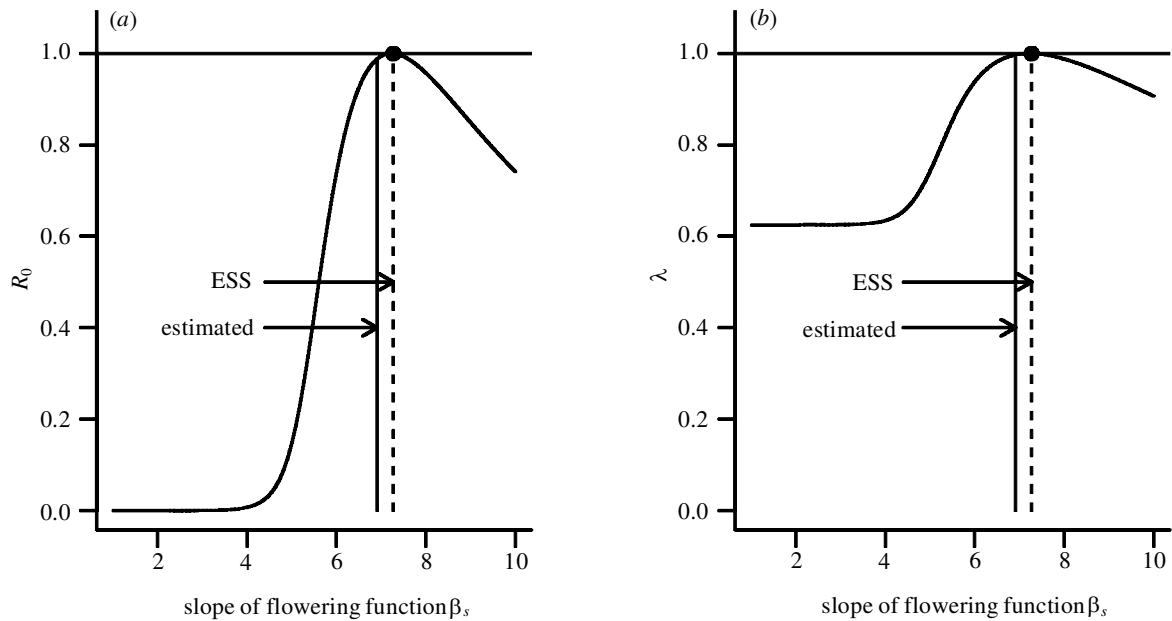 (a)
1.0
0.8
0.6
0.4
0.2
0.0
R0
ESS
estimated
2 4 6 8 10
slope of flowering function βs
(b)
1.0
0.8
0.6
0.4
0.2
0.0
λ
ESS
estimated
2 4 6 8 10
slope of flowering function βs